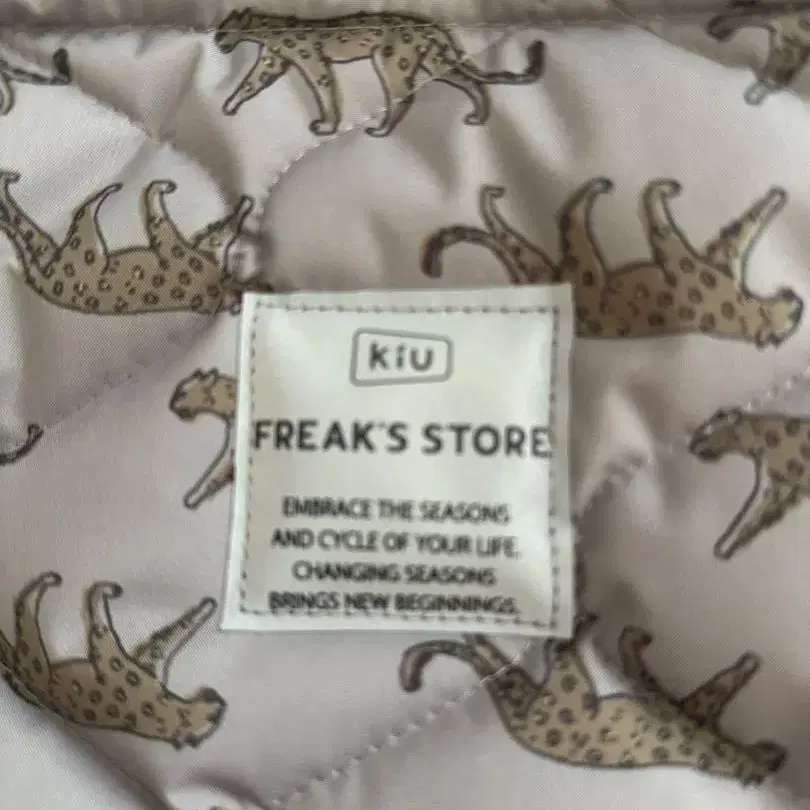 kiu
FREAK'S STORE
EMBRACE THE SEASONS
AND CYCLE OF YOUR LIFE.
CHANGING SEASONS
BRINGS NEW BEGINNINGS.